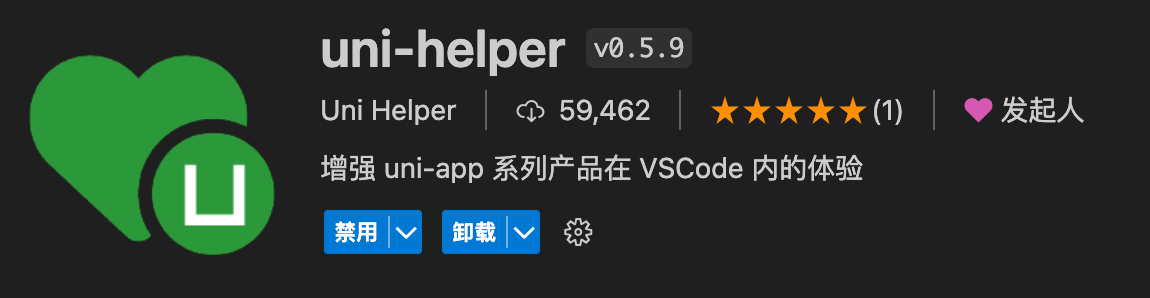 uni-helper v0.5.9
Uni Helper 59,462 (1) 发起人
增强 uni-app 系列产品在 VSCode 内的体验
禁用 卸载